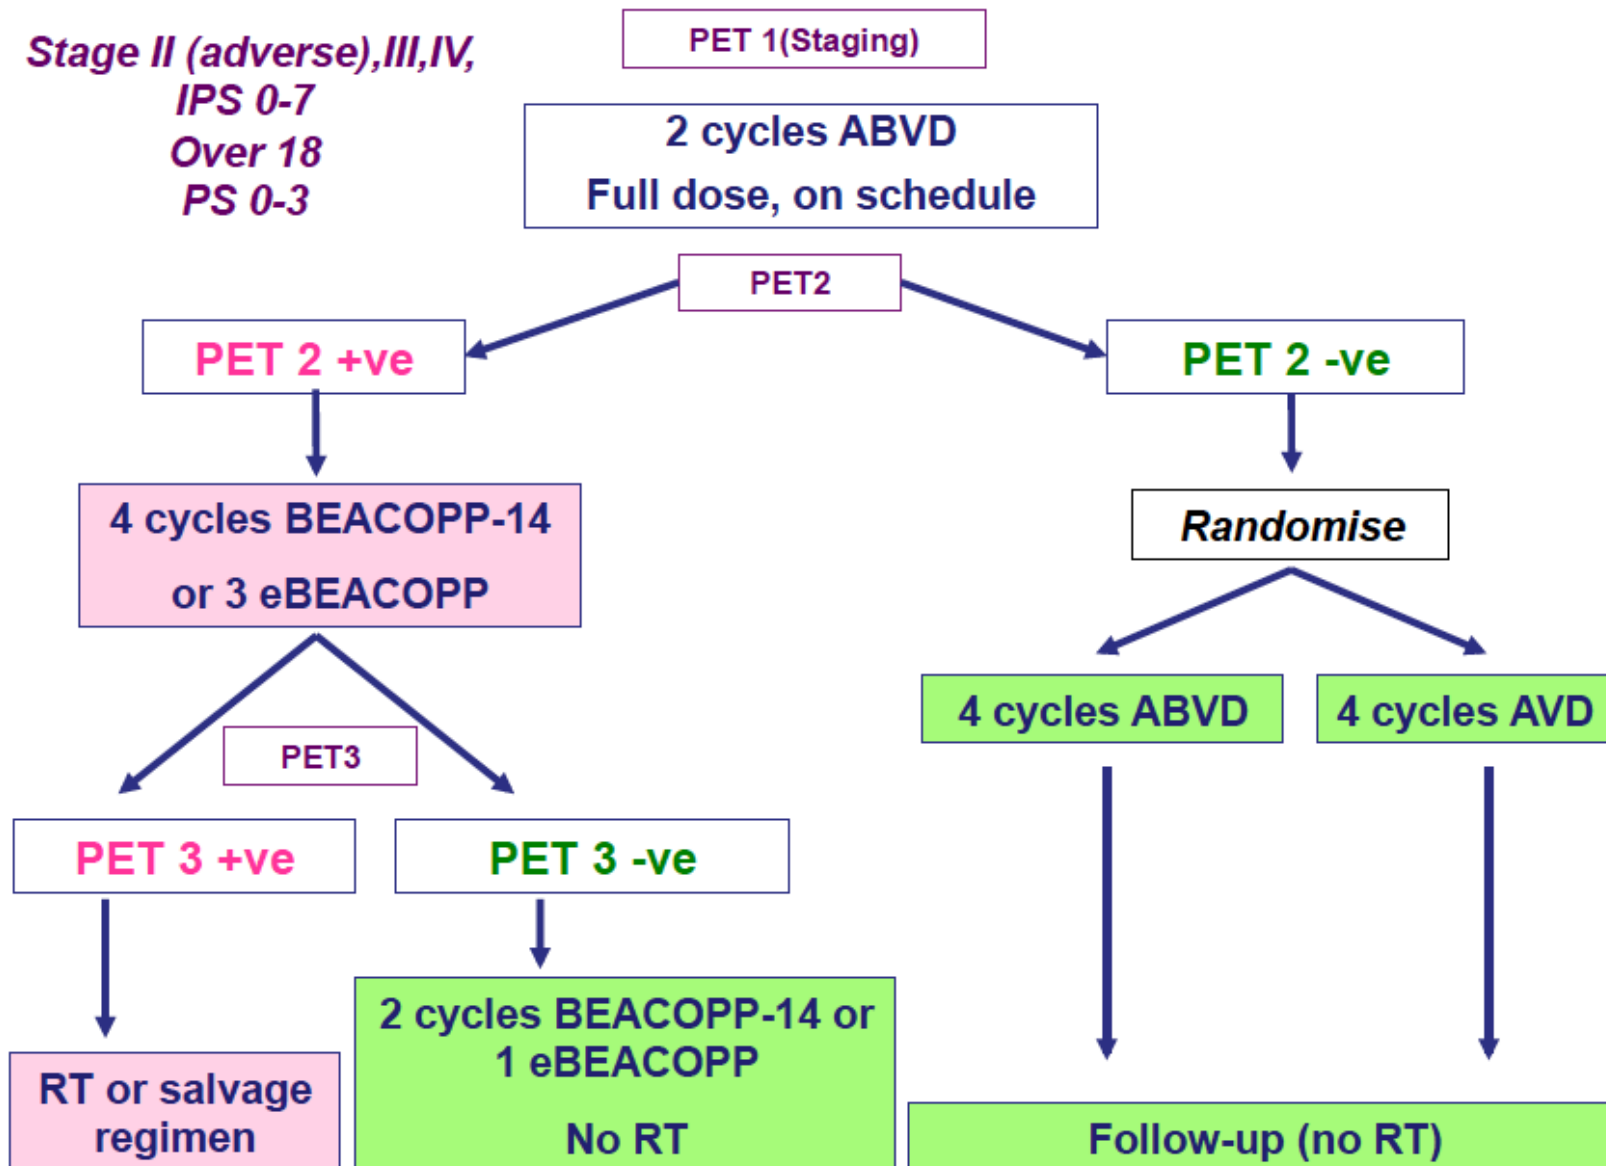 Stage II (adverse),III,IV,
IPS 0-7
Over 18
PS 0-3
PET 1(Staging)
2 cycles ABVD
Full dose, on schedule
PET2
PET 2 +ve
PET 2 -ve
4 cycles BEACOPP-14
or 3 eBEACOPP
Randomise
4 cycles ABVD
4 cycles AVD
PET3
PET 3 +ve
PET 3 -ve
RT or salvage
regimen
2 cycles BEACOPP-14 or
1 eBEACOPP
No RT
Follow-up (no RT)